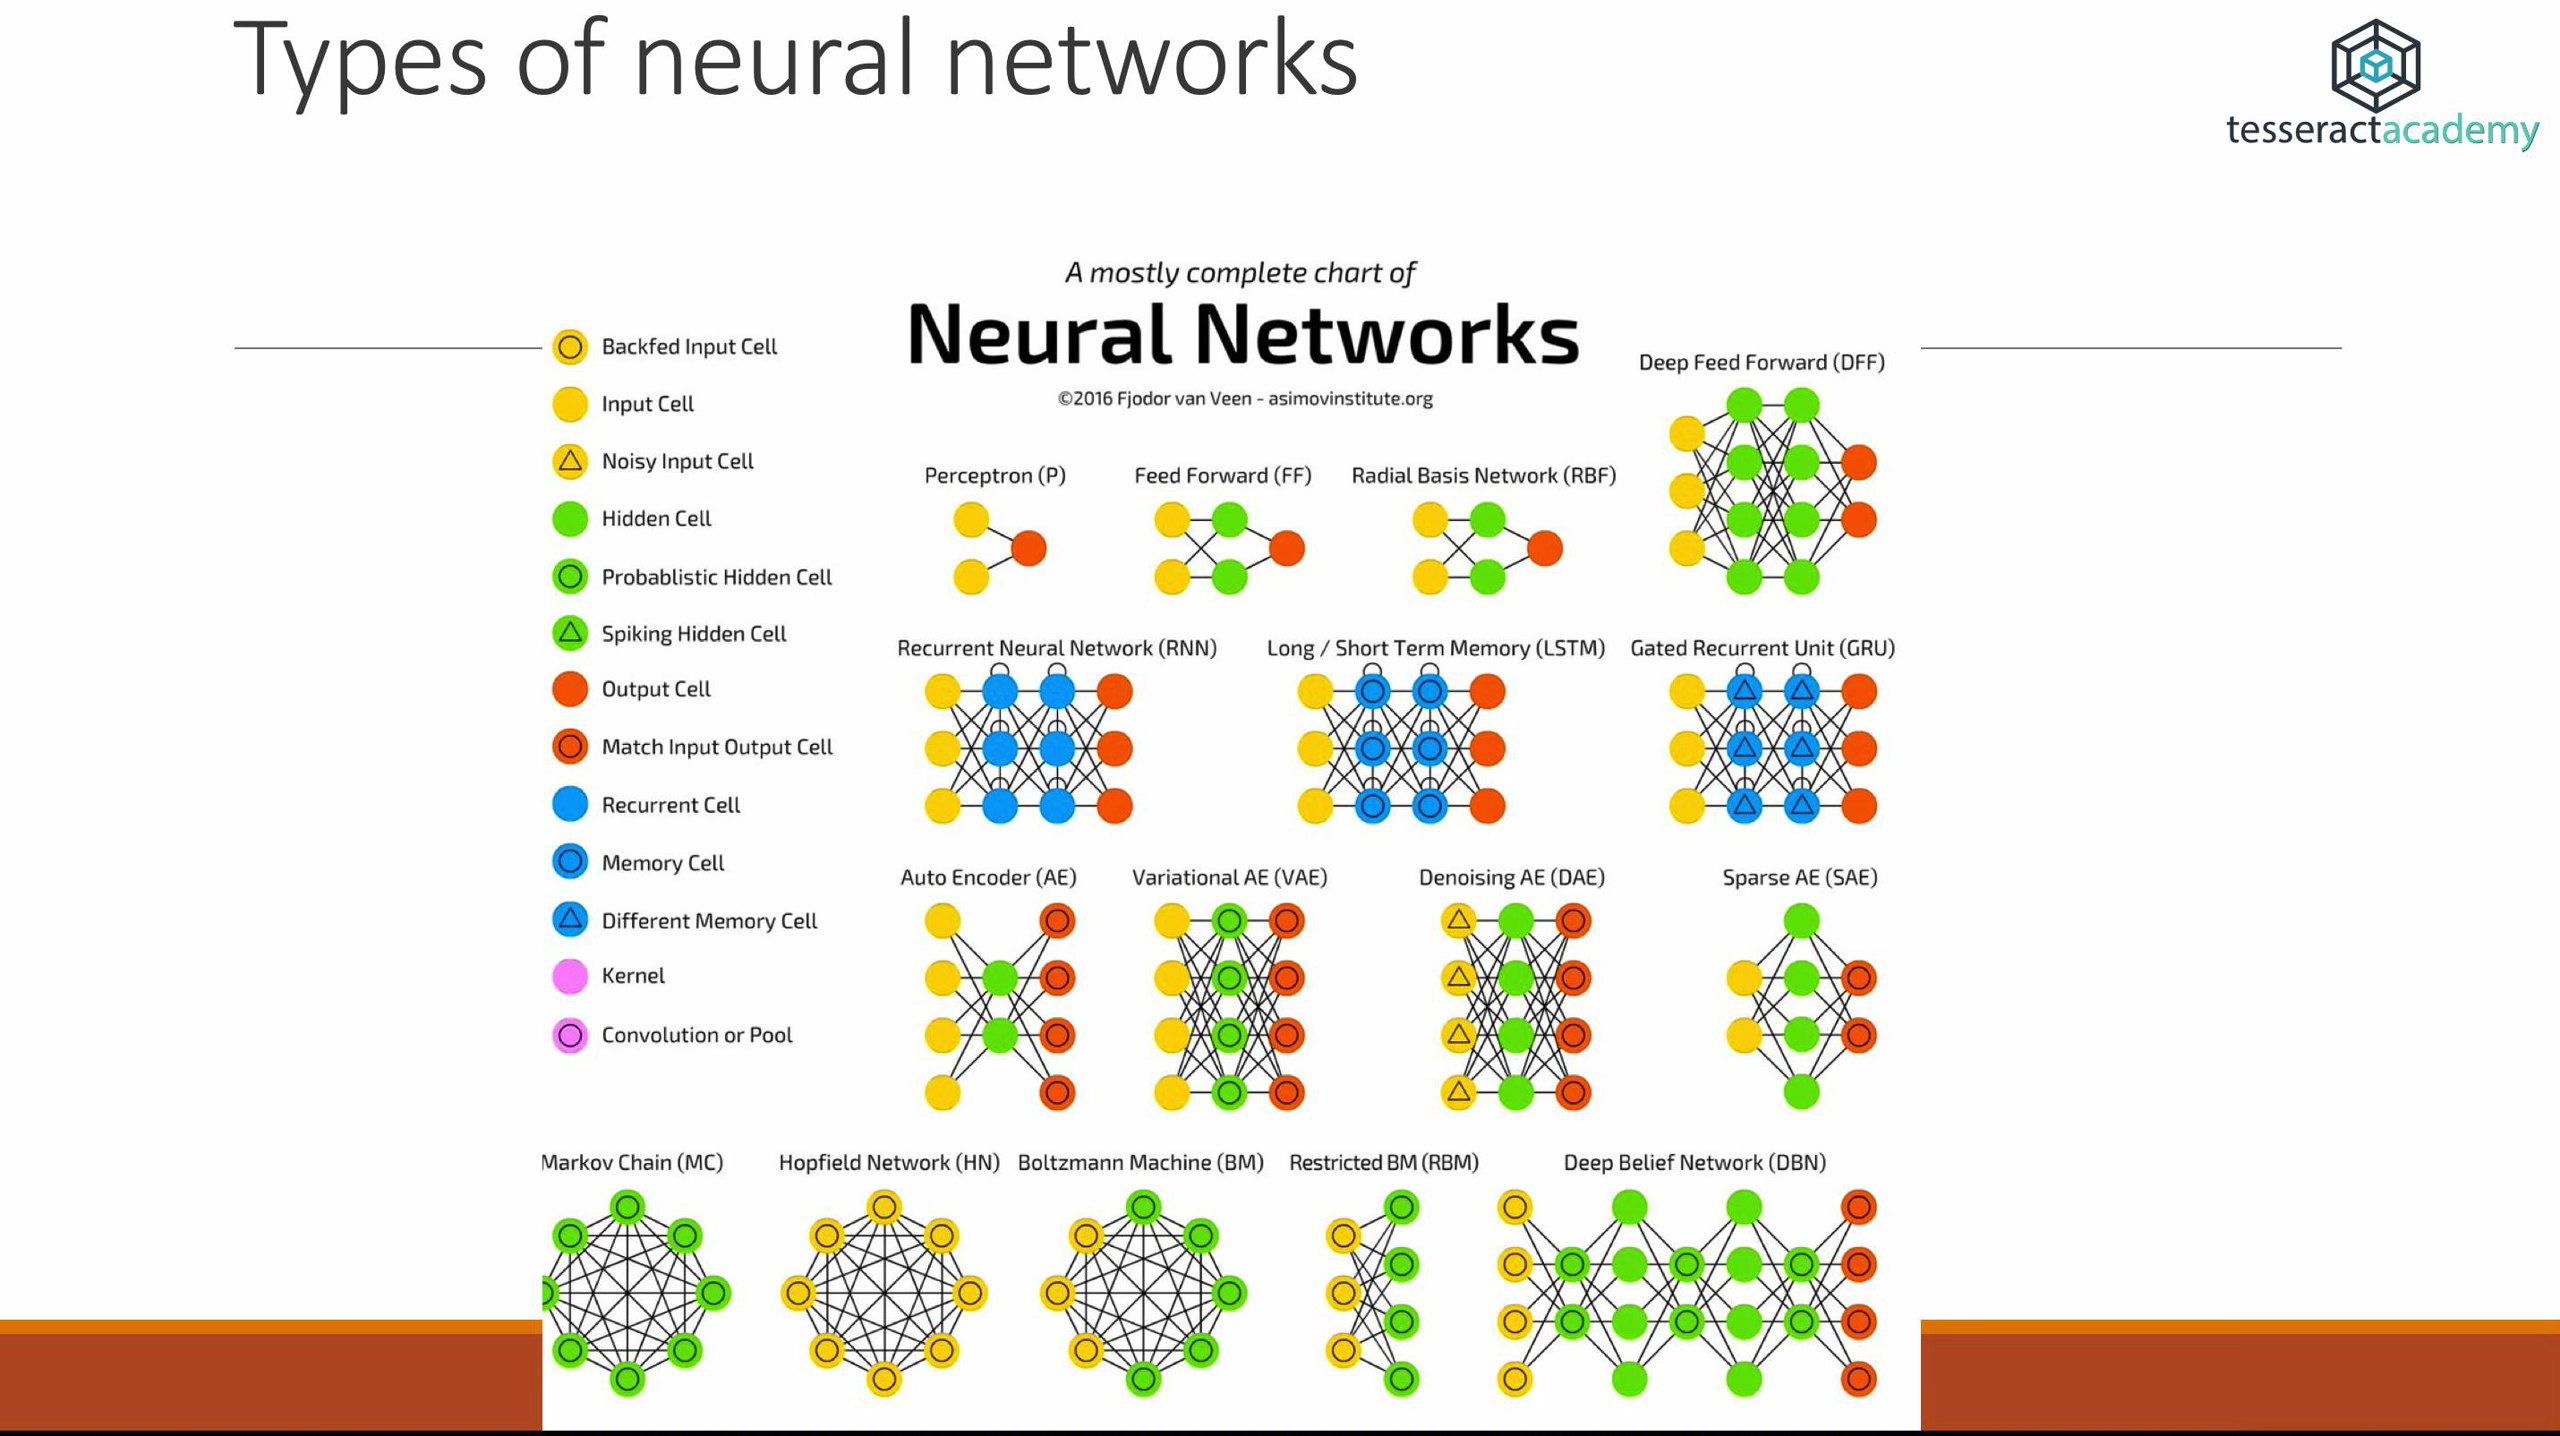 Types of neural networks
tesseractacademy
A mostly complete chart of
Neural Networks
©2016 Fjodor van Veen - asimovinstitute.org
Backfed Input Cell
Input Cell
Noisy Input Cell
Hidden Cell
Probablistic Hidden Cell
Spiking Hidden Cell
Output Cell
Match Input Output Cell
Recurrent Cell
Memory Cell
Different Memory Cell
Kernel
Convolution or Pool
Deep Feed Forward (DFF)
Perceptron (P)
Feed Forward (FF)
Radial Basis Network (RBF)
Recurrent Neural Network (RNN)
Long / Short Term Memory (LSTM)
Gated Recurrent Unit (GRU)
Auto Encoder (AE)
Variational AE (VAE)
Denoising AE (DAE)
Sparse AE (SAE)
Markov Chain (MC)
Hopfield Network (HN)
Boltzmann Machine (BM)
Restricted BM (RBM)
Deep Belief Network (DBN)